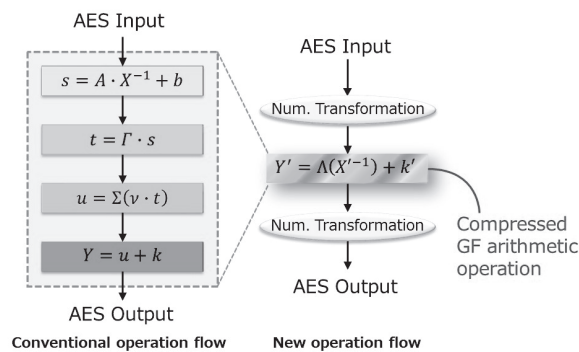 AES Input
s = A · X⁻¹ + b
t = Γ · s
u = Σ(ν · t)
Y = u + k
AES Output
Conventional operation flow
AES Input
Num. Transformation
Y′ = Λ(X′⁻¹) + k′
Num. Transformation
AES Output
New operation flow
Compressed
GF arithmetic
operation